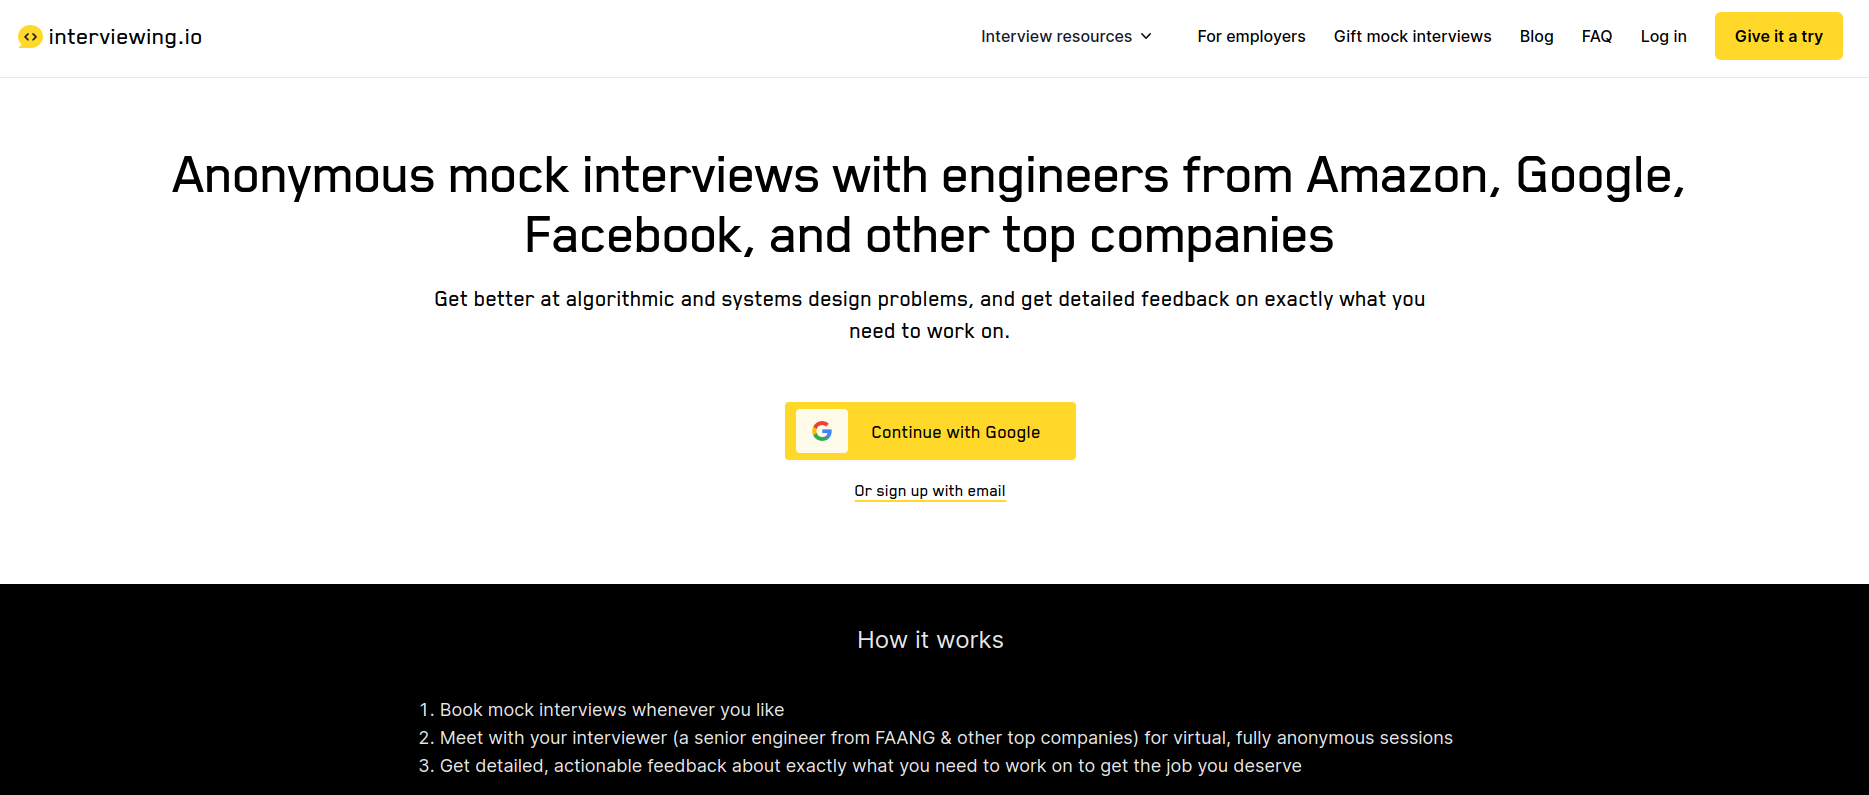 interviewing.io
Interview resources
For employers
Gift mock interviews
Blog
FAQ
Log in
Give it a try
Anonymous mock interviews with engineers from Amazon, Google,
Facebook, and other top companies
Get better at algorithmic and systems design problems, and get detailed feedback on exactly what you
need to work on.
Continue with Google
Or sign up with email
How it works
1. Book mock interviews whenever you like
2. Meet with your interviewer (a senior engineer from FAANG & other top companies) for virtual, fully anonymous sessions
3. Get detailed, actionable feedback about exactly what you need to work on to get the job you deserve